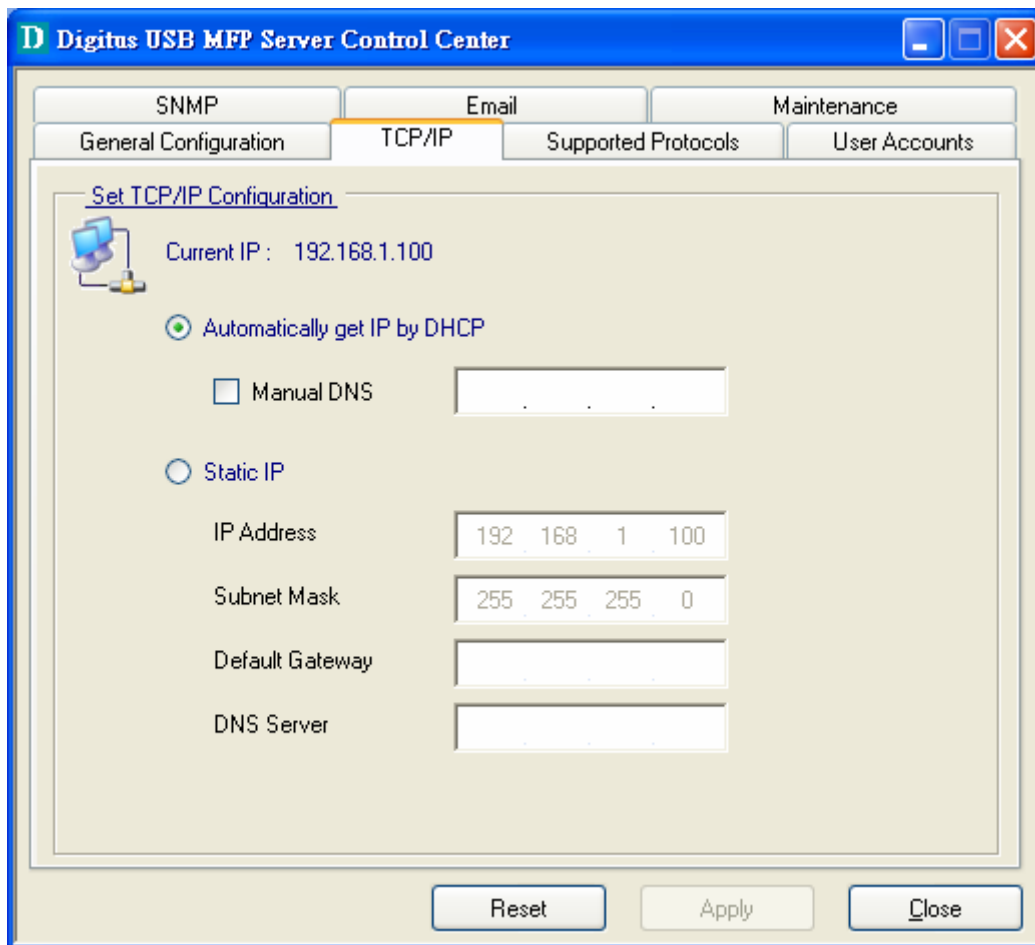 D Digitus USB MFP Server Control Center
SNMP Email Maintenance
General Configuration TCP/IP Supported Protocols User Accounts
Set TCP/IP Configuration
Current IP : 192.168.1.100
Automatically get IP by DHCP
Manual DNS . . .
Static IP
IP Address 192 . 168 . 1 . 100
Subnet Mask 255 . 255 . 255 . 0
Default Gateway . . .
DNS Server . . .
Reset Apply Close